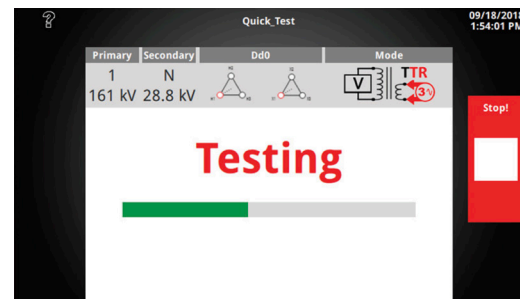 ?
Quick_Test
09/18/2018
1:54:01 PM
Primary Secondary Dd0 Mode
1 N
161 kV 28.8 kV
V TTR
3
Stop!
Testing